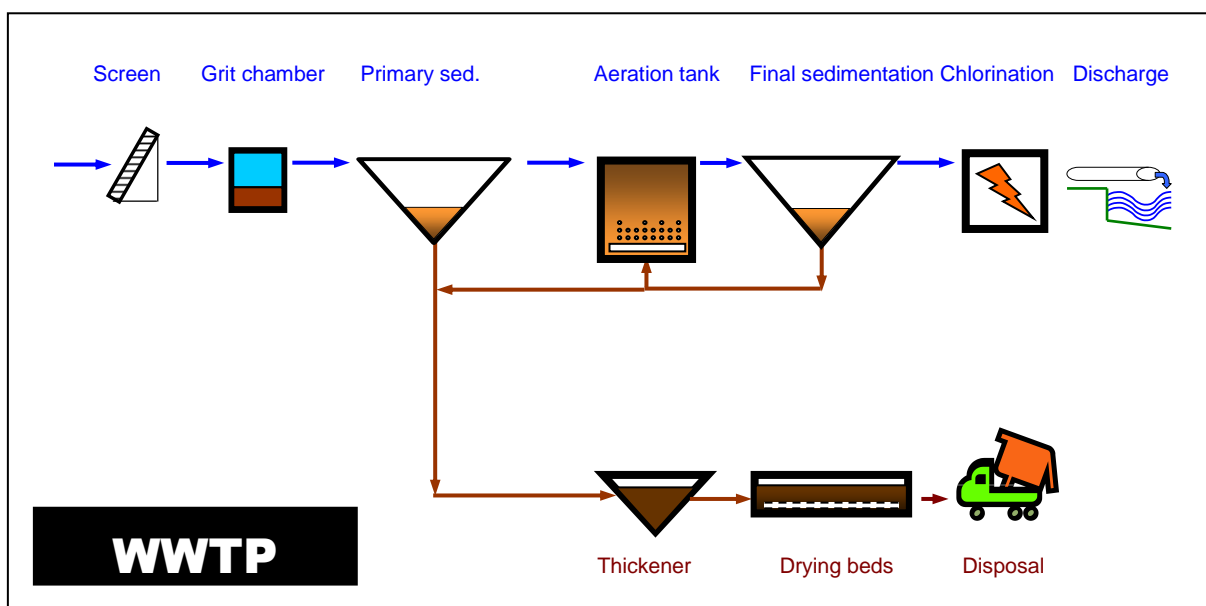 Screen
Grit chamber
Primary sed.
Aeration tank
Final sedimentation
Chlorination
Discharge
WWTP
Thickener
Drying beds
Disposal